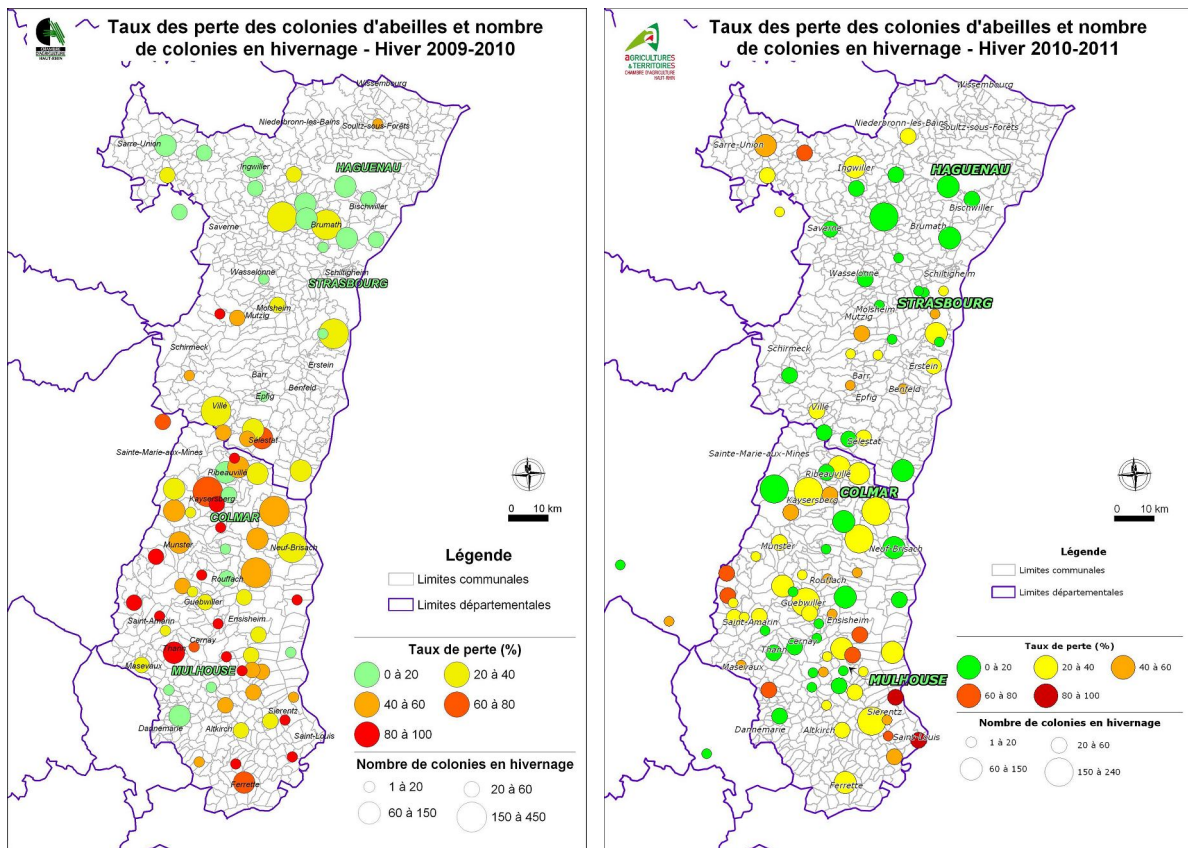 Taux des perte des colonies d'abeilles et nombre
de colonies en hivernage - Hiver 2009-2010
CHAMBRE
D'AGRICULTURE
HAUT-RHIN
Wissembourg
Niederbronn-les-Bains
Soultz-sous-Forêts
Sarre-Union
Ingwiller
HAGUENAU
Bischwiller
Saverne
Brumath
Wasselonne
Schiltigheim
STRASBOURG
Molsheim
Mutzig
Schirmeck
Erstein
Barr
Benfeld
Epfig
Villé
Sélestat
Sainte-Marie-aux-Mines
Ribeauvillé
Kaysersberg
COLMAR
0 10 km
Munster
Neuf-Brisach
Légende
Rouffach
Limites communales
Guebwiller
Limites départementales
Saint-Amarin
Ensisheim
Cernay
Thann
Taux de perte (%)
Masevaux
MULHOUSE
0 à 20
20 à 40
40 à 60
60 à 80
80 à 100
Sierentz
Dannemarie
Altkirch
Saint-Louis
Nombre de colonies en hivernage
Ferrette
1 à 20
20 à 60
60 à 150
150 à 450
Taux des perte des colonies d'abeilles et nombre
de colonies en hivernage - Hiver 2010-2011
aGRICULTURES
& TERRITOIRES
CHAMBRE D'AGRICULTURE
HAUT-RHIN
Wissembourg
Niederbronn-les-Bains
Soultz-sous-Forêts
Sarre-Union
Ingwiller
HAGUENAU
Bischwiller
Saverne
Brumath
Wasselonne
Schiltigheim
STRASBOURG
Molsheim
Mutzig
Schirmeck
Erstein
Barr
Benfeld
Epfig
Villé
Sélestat
Sainte-Marie-aux-Mines
Ribeauvillé
Kaysersberg
COLMAR
0 10 km
Munster
Neuf-Brisach
Légende
Rouffach
Limites communales
Guebwiller
Limites départementales
Saint-Amarin
Ensisheim
Cernay
Thann
Taux de perte (%)
Masevaux
0 à 20
20 à 40
40 à 60
MULHOUSE
60 à 80
80 à 100
Sierentz
Dannemarie
Altkirch
Saint-Louis
Nombre de colonies en hivernage
1 à 20
20 à 60
60 à 150
150 à 240
Ferrette